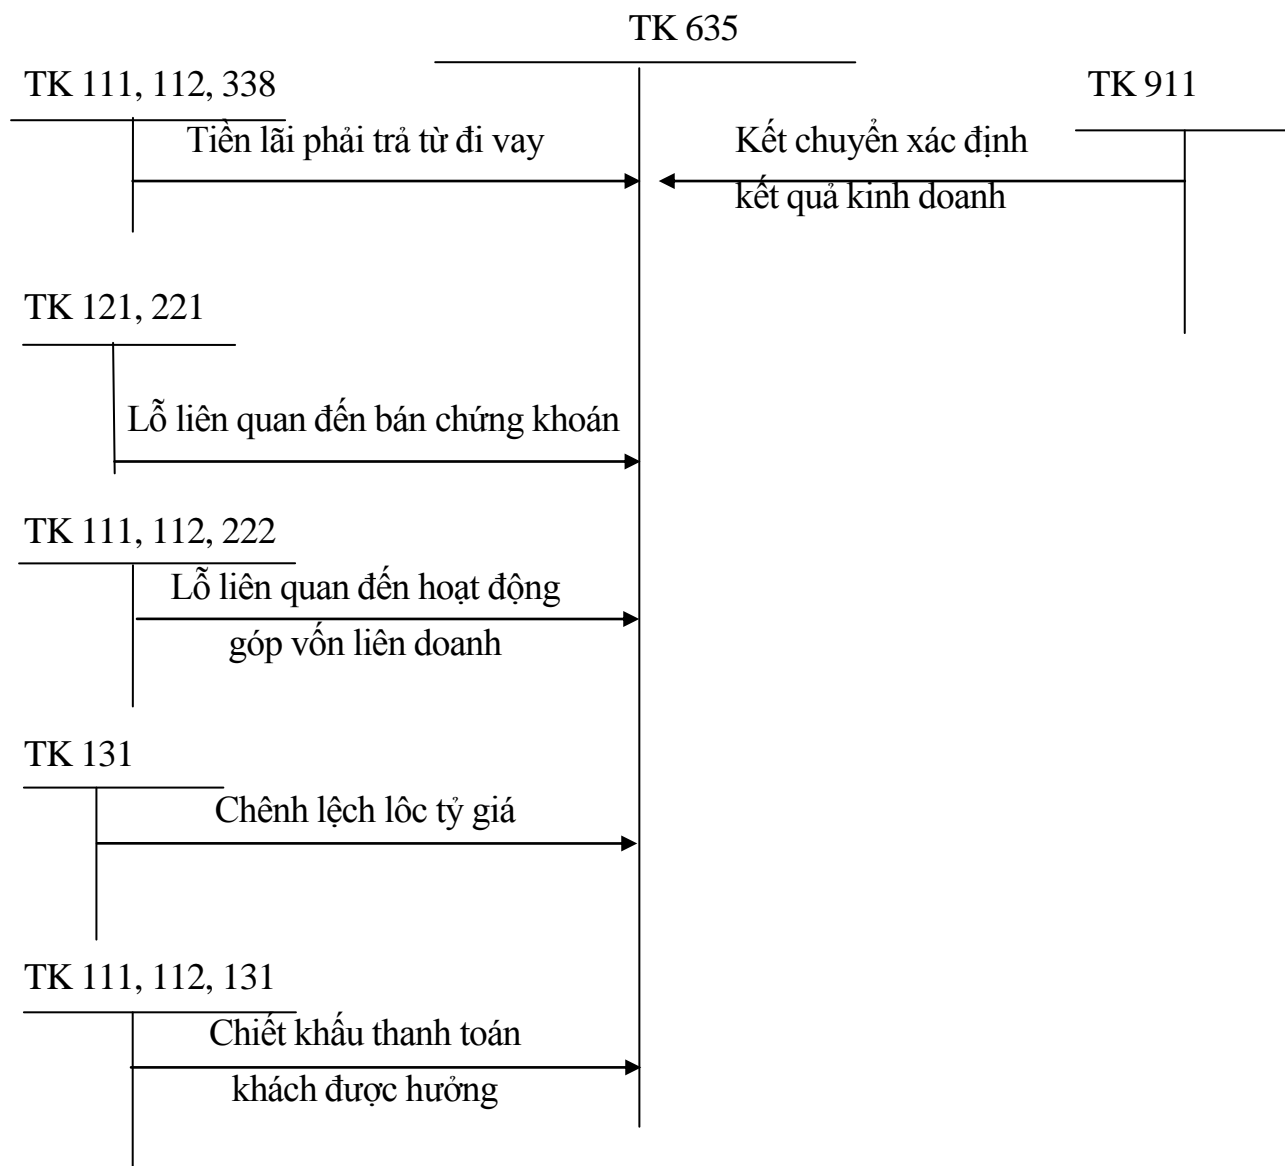 TK 635
TK 111, 112, 338
TK 911
Tiền lãi phải trả từ đi vay
Kết chuyển xác định
kết quả kinh doanh
TK 121, 221
Lỗ liên quan đến bán chứng khoán
TK 111, 112, 222
Lỗ liên quan đến hoạt động
góp vốn liên doanh
TK 131
Chênh lệch lôc tỷ giá
TK 111, 112, 131
Chiết khấu thanh toán
khách được hưởng